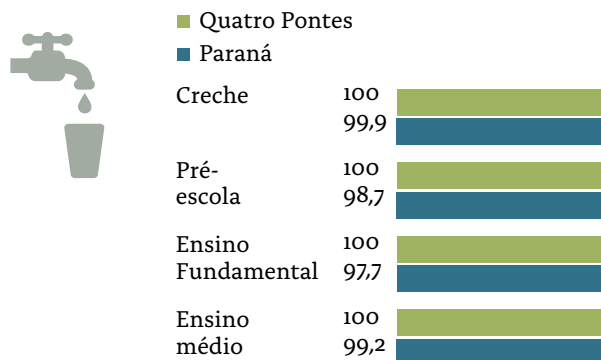 Quatro Pontes
Paraná
Creche 100
99,9
Pré- 100
escola 98,7
Ensino 100
Fundamental 97,7
Ensino 100
médio 99,2